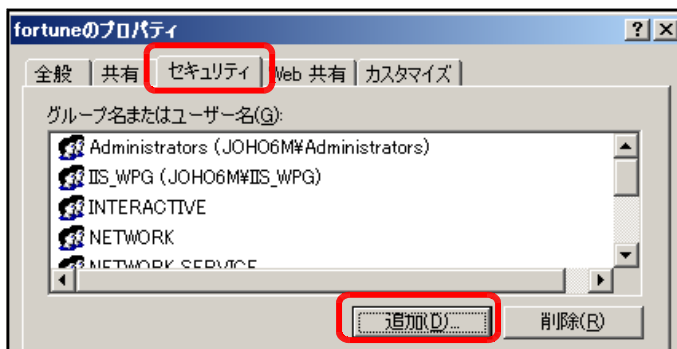 fortuneのプロパティ
全般 共有 セキュリティ Web 共有 カスタマイズ
グループ名またはユーザー名(G):
Administrators (JOHO6M¥Administrators)
IIS_WPG (JOHO6M¥IIS_WPG)
INTERACTIVE
NETWORK
NETWORK SERVICE
追加(D)... 削除(R)